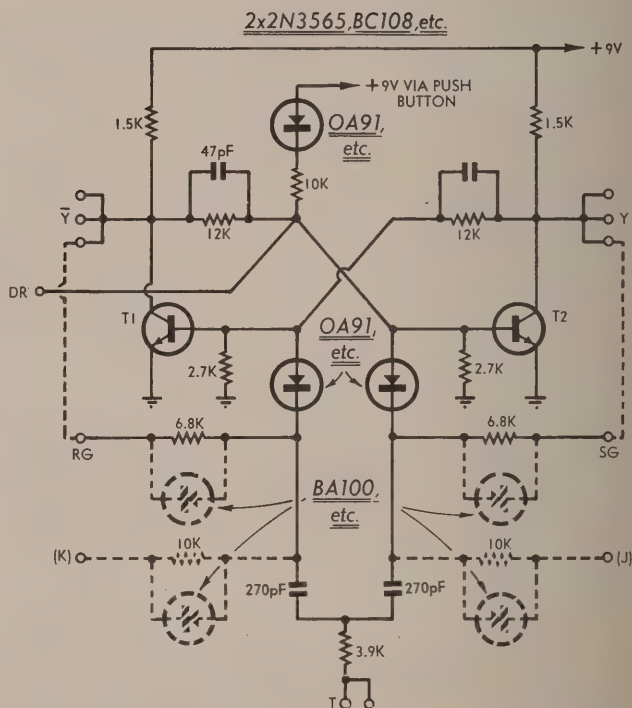 2x2N3565, BC108, etc.
+9V
+9V VIA PUSH
BUTTON
1.5K
OA91,
etc.
1.5K
47pF
10K
Y
12K
12K
Y
DR
T1
OA91,
etc.
T2
2.7K
2.7K
6.8K
6.8K
RG
SG
BA100,
etc.
(K)
10K
10K
(J)
270pF
270pF
3.9K
T